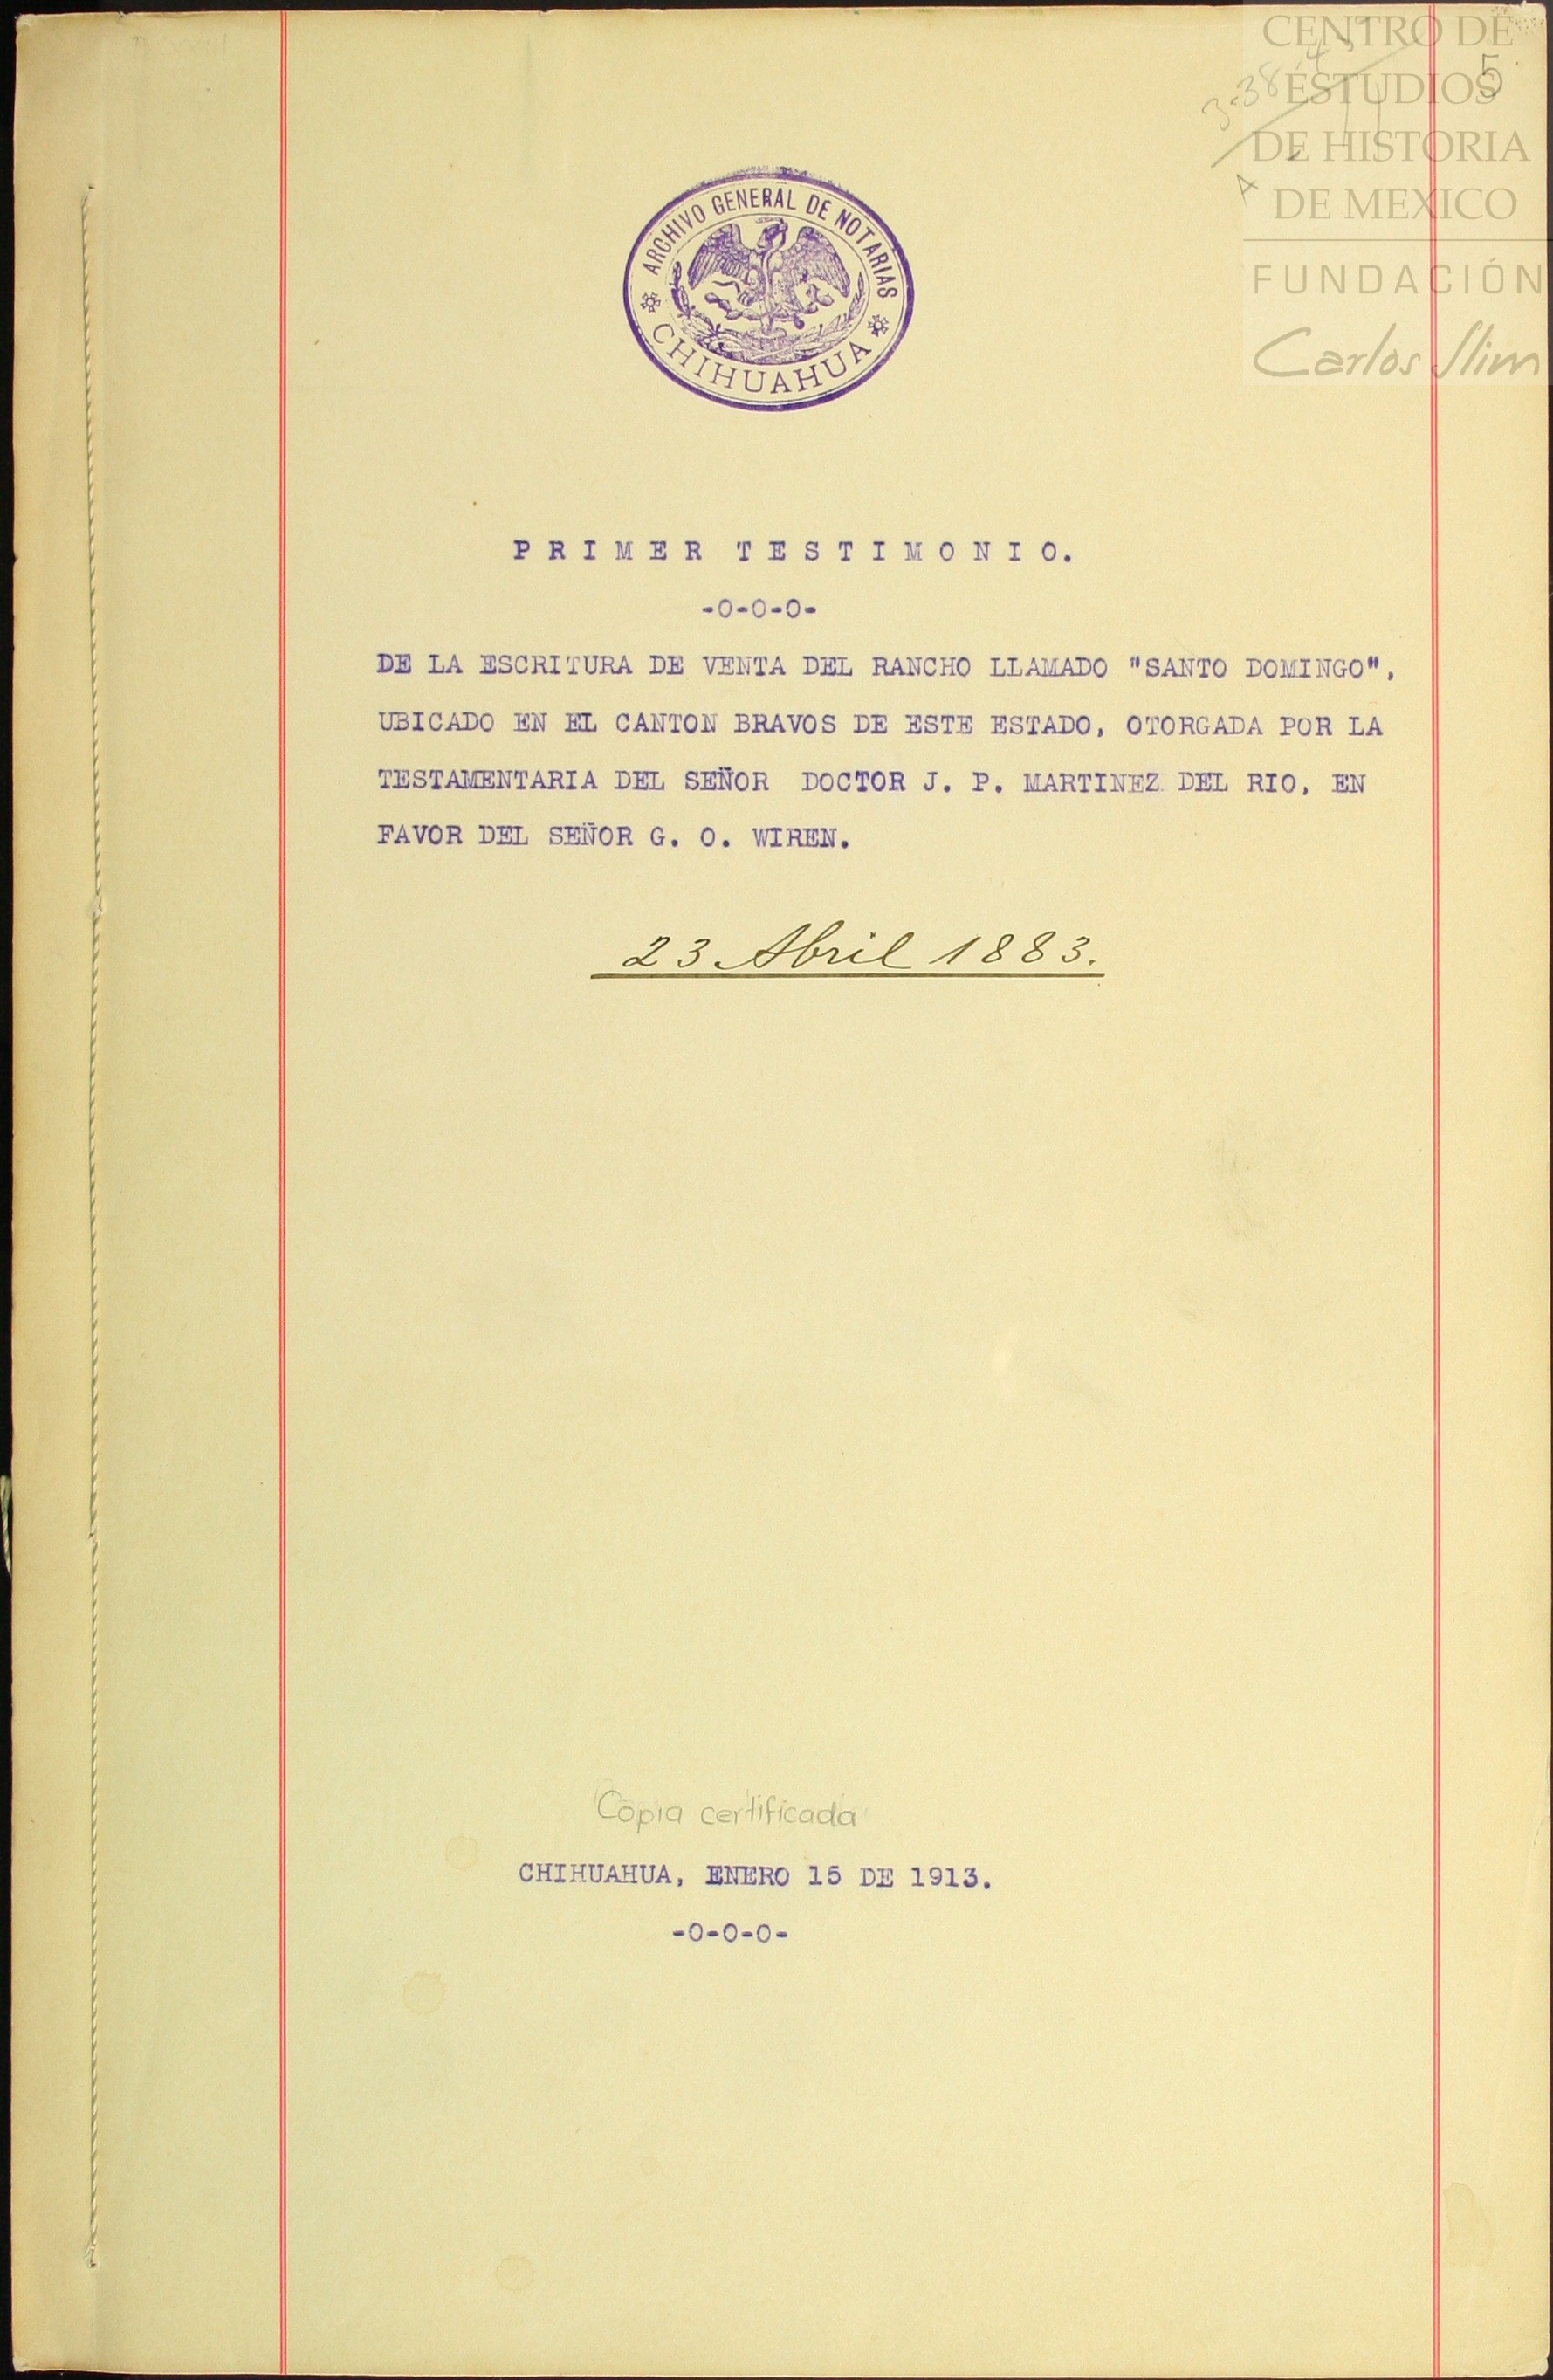 CENTRO DE
ESTUDIOS
5
DE HISTORIA
DE MEXICO
FUNDACIÓN
Carlos Slim
ARCHIVO GENERAL DE NOTARIAS
CHIHUAHUA
PRIMER TESTIMONIO.
-0-0-0-
DE LA ESCRITURA DE VENTA DEL RANCHO LLAMADO "SANTO DOMINGO",
UBICADO EN EL CANTON BRAVOS DE ESTE ESTADO, OTORGADA POR LA
TESTAMENTARIA DEL SEÑOR DOCTOR J. P. MARTINEZ DEL RIO, EN
FAVOR DEL SEÑOR G. O. WIREN.
23 Abril 1883.
Copia certificada
CHIHUAHUA, ENERO 15 DE 1913.
-0-0-0-